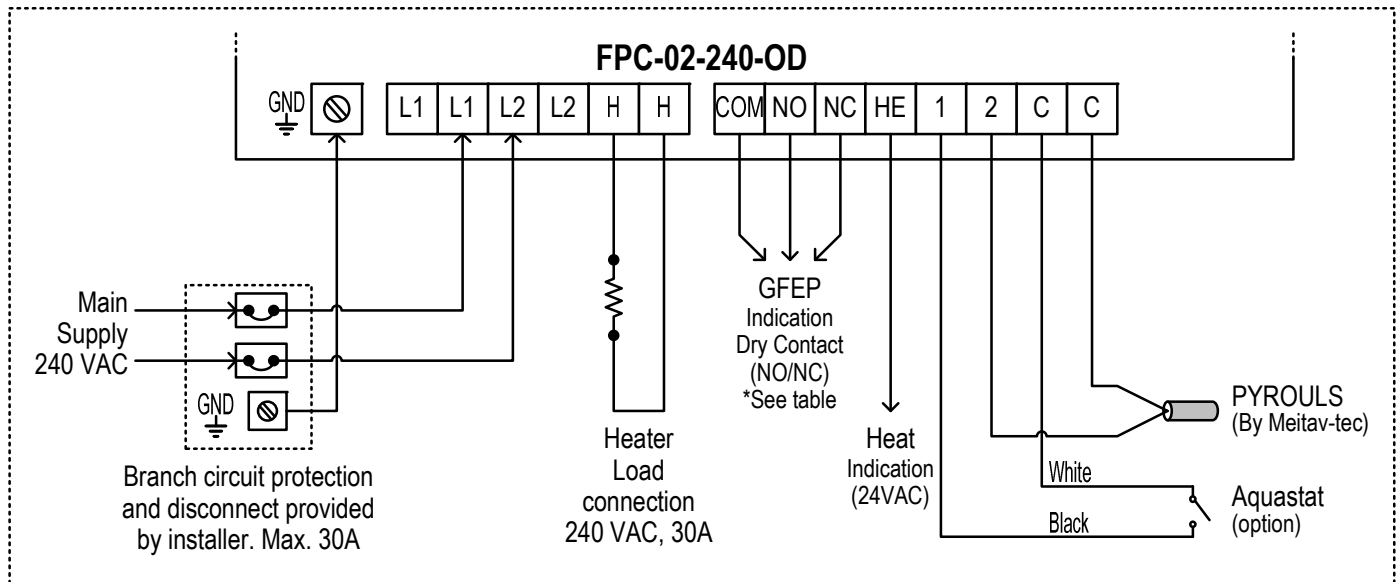 FPC-02-240-OD
GND
L1 L1 L2 L2 H H COM NO NC HE 1 2 C C
Main
Supply
240 VAC
GND
Branch circuit protection
and disconnect provided
by installer. Max. 30A
Heater
Load
connection
240 VAC, 30A
GFEP
Indication
Dry Contact
(NO/NC)
*See table
Heat
Indication
(24VAC)
PYROULS
(By Meitav-tec)
White
Black
Aquastat
(option)